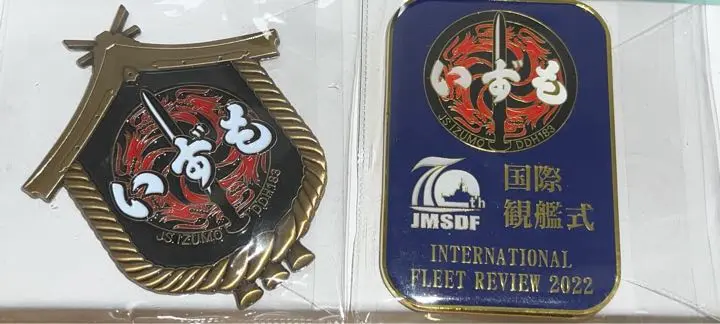 いずも
JS.IZUMO DDH183
いずも
JS.IZUMO DDH183
70th
JMSDF
国際
観艦式
INTERNATIONAL
FLEET REVIEW 2022